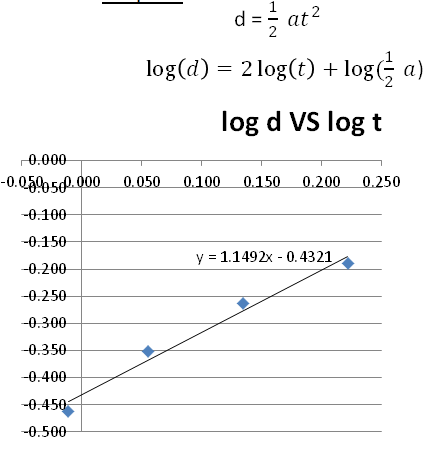 d = 1/2 at²
log(d) = 2 log(t) + log(1/2 a)
log d VS log t
0.000
-0.050 0.000 0.050 0.100 0.150 0.200 0.250
-0.050
-0.100
-0.150
y = 1.1492x - 0.4321
-0.200
-0.250
-0.300
-0.350
-0.400
-0.450
-0.500